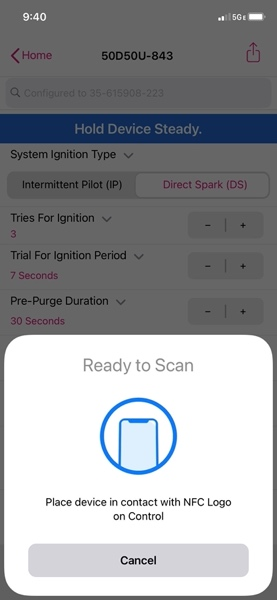 9:40
5GE
Home
50D50U-843
Configured to 35-615908-223
Hold Device Steady.
System Ignition Type
Intermittent Pilot (IP)
Direct Spark (DS)
Tries For Ignition
3
- +
Trial For Ignition Period
7 Seconds
- +
Pre-Purge Duration
30 Seconds
- +
Ready to Scan
Place device in contact with NFC Logo
on Control
Cancel